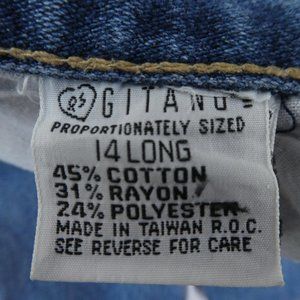 GITANO
PROPORTIONATELY SIZED
14 LONG
45% COTTON
31% RAYON
24% POLYESTER
MADE IN TAIWAN R.O.C.
SEE REVERSE FOR CARE